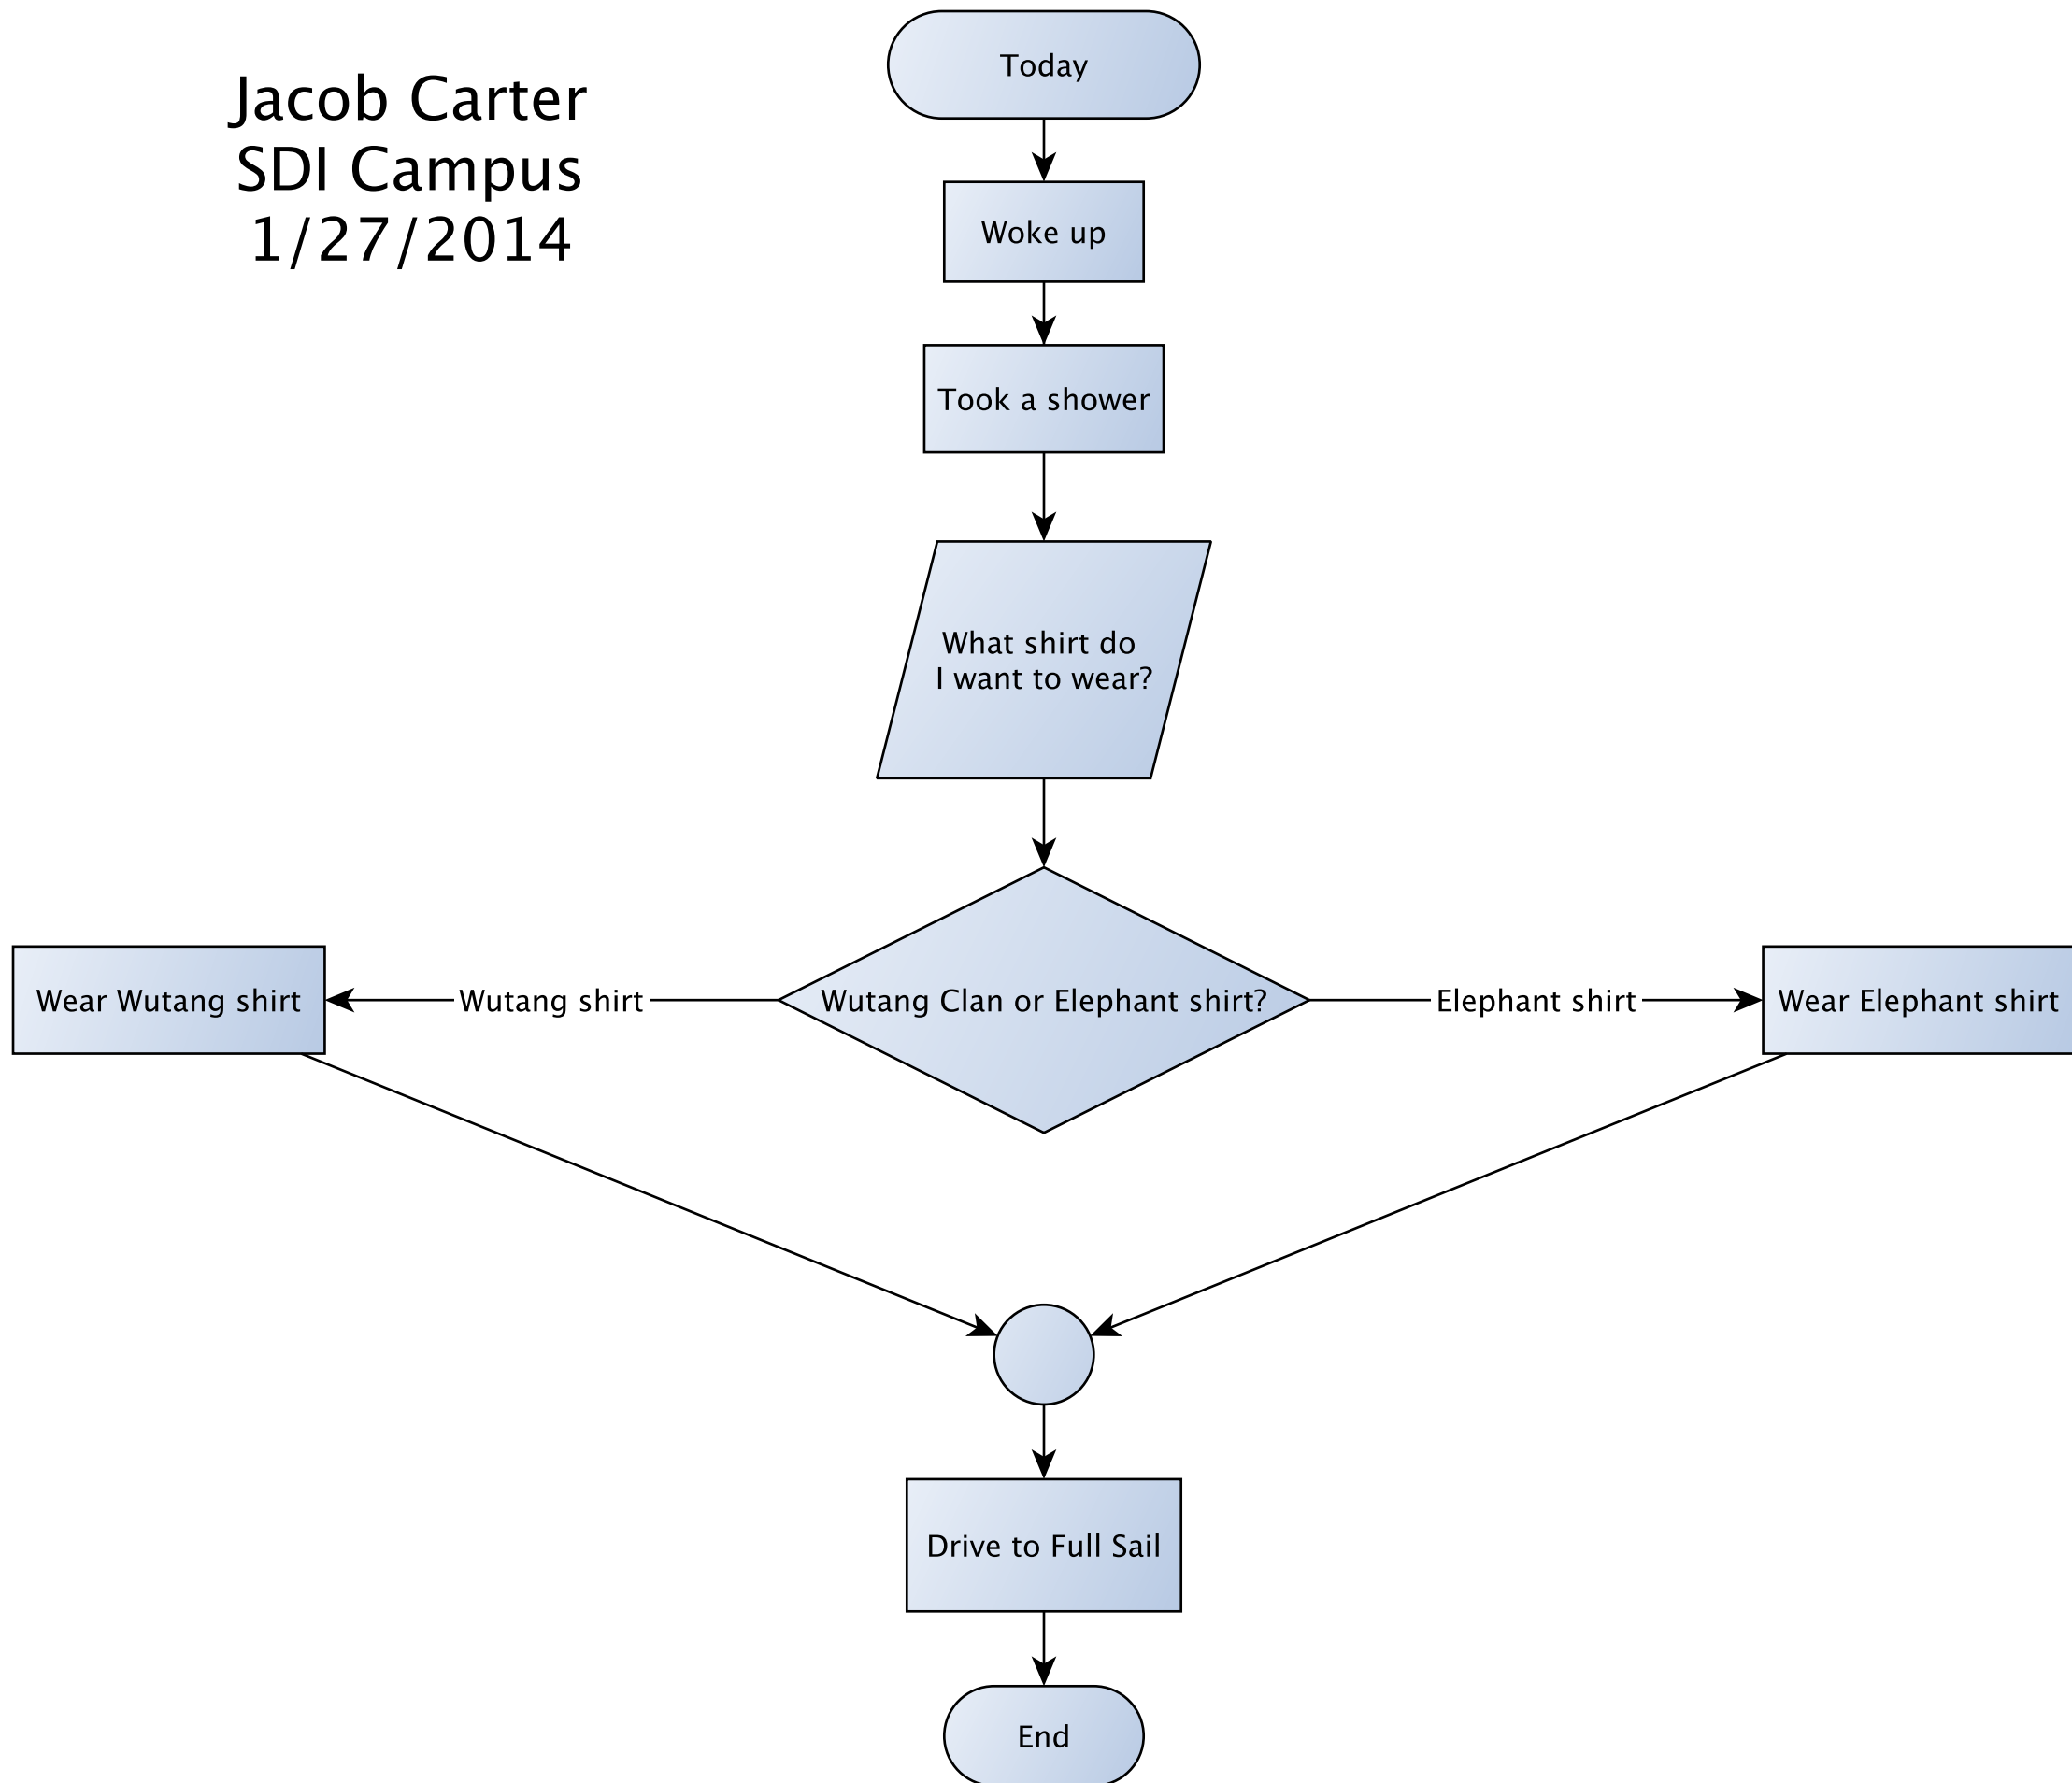 Jacob Carter
SDI Campus
1/27/2014
Today
Woke up
Took a shower
What shirt do
I want to wear?
Wutang Clan or Elephant shirt?
Wutang shirt
Wear Wutang shirt
Elephant shirt
Wear Elephant shirt
Drive to Full Sail
End